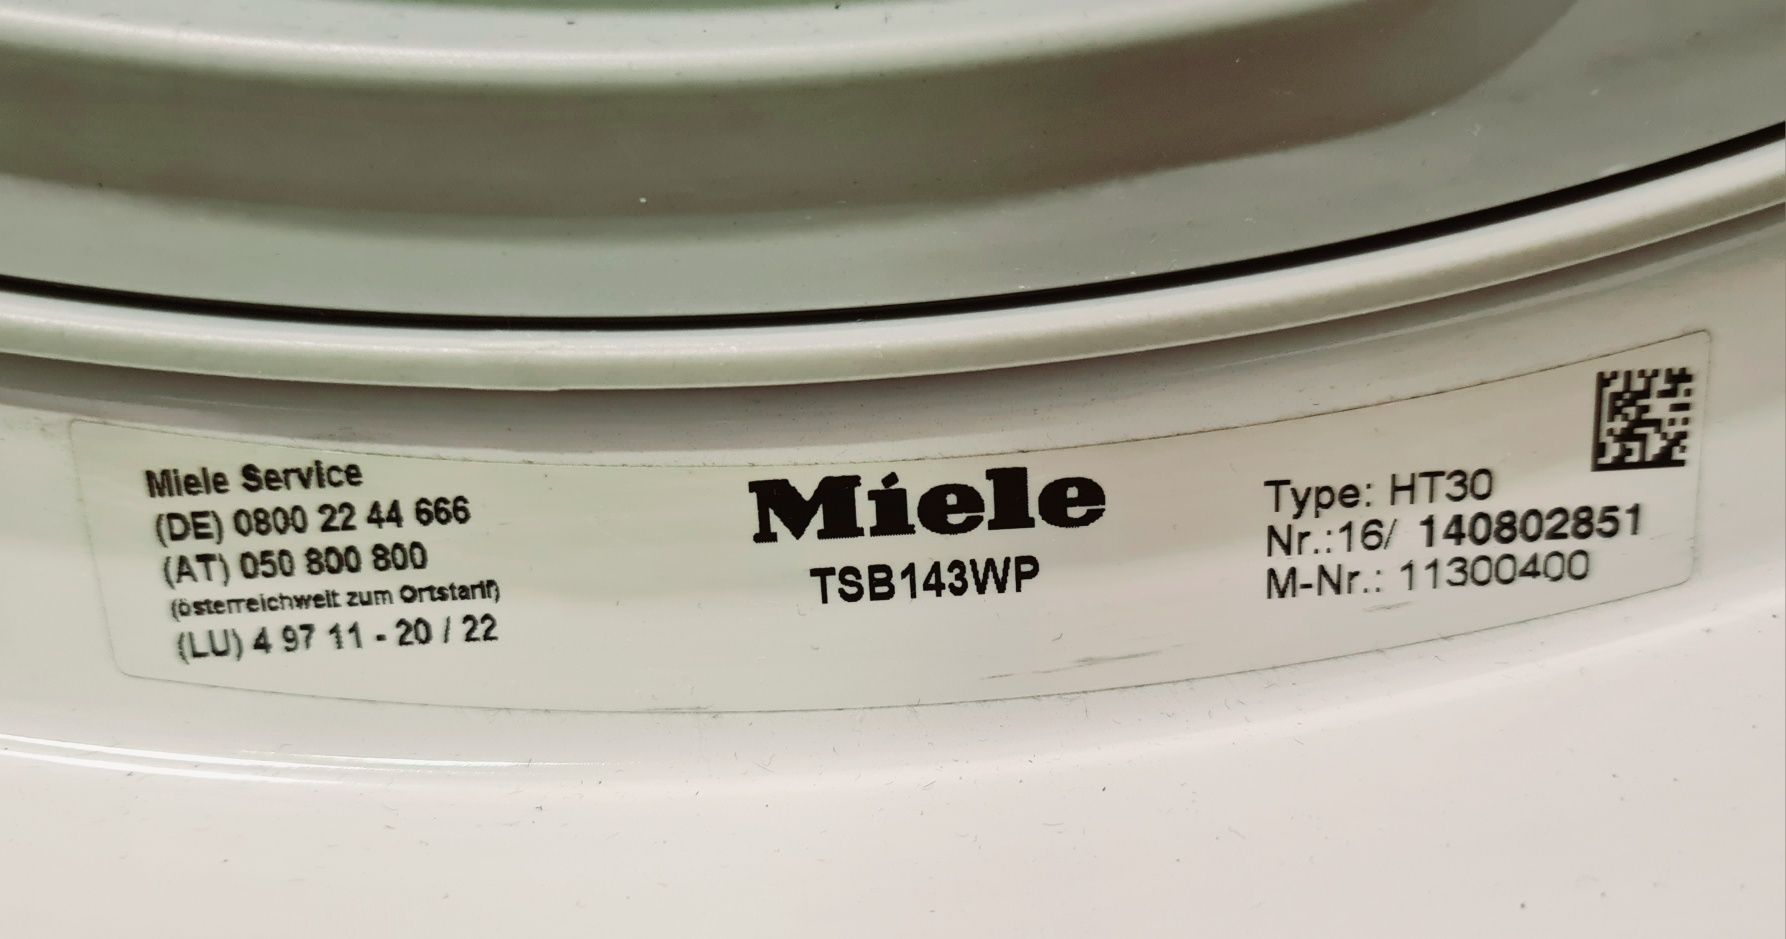 Miele Service
(DE) 0800 22 44 666
(AT) 050 800 800
(österreichweit zum Ortstarif)
(LU) 4 97 11 - 20 / 22
Miele
TSB143WP
Type: HT30
Nr.:16/ 140802851
M-Nr.: 11300400